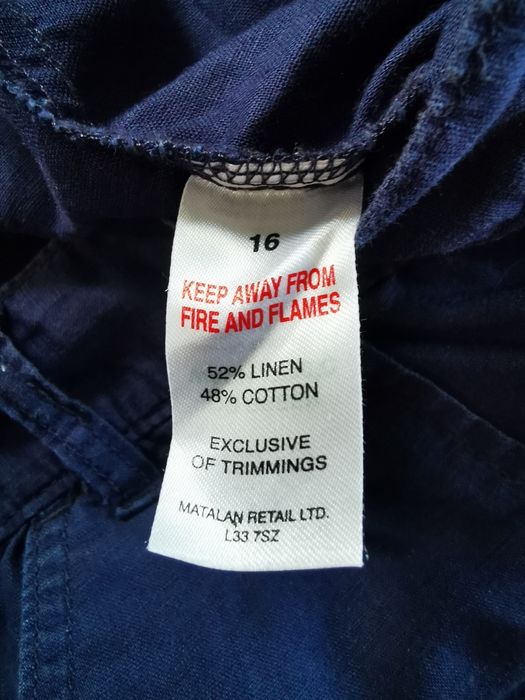 16
KEEP AWAY FROM
FIRE AND FLAMES
52% LINEN
48% COTTON
EXCLUSIVE
OF TRIMMINGS
MATALAN RETAIL LTD.
L33 7SZ